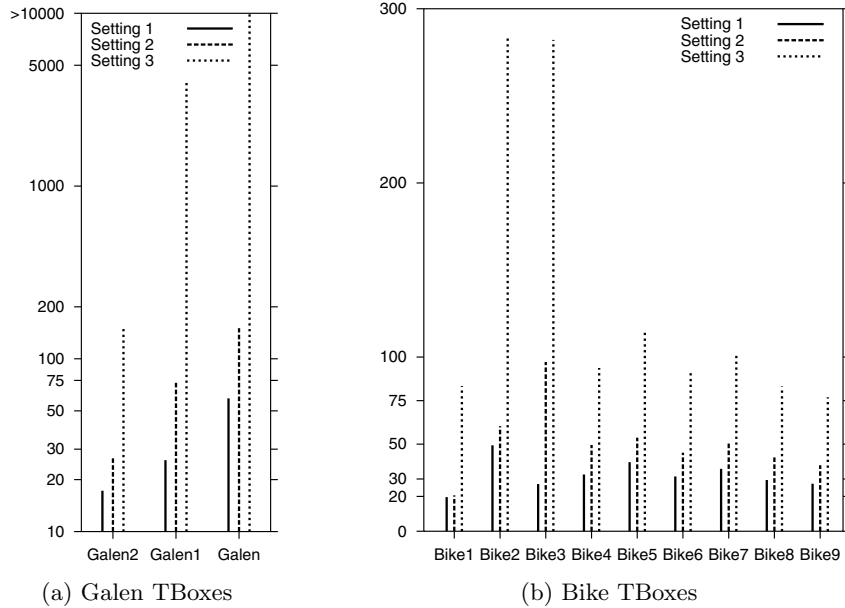 >10000
5000
1000
200
100
75
50
30
20
10
Setting 1
Setting 2
Setting 3
Galen2 Galen1 Galen
(a) Galen TBoxes
300
200
100
75
50
30
20
0
Setting 1
Setting 2
Setting 3
Bike1 Bike2 Bike3 Bike4 Bike5 Bike6 Bike7 Bike8 Bike9
(b) Bike TBoxes